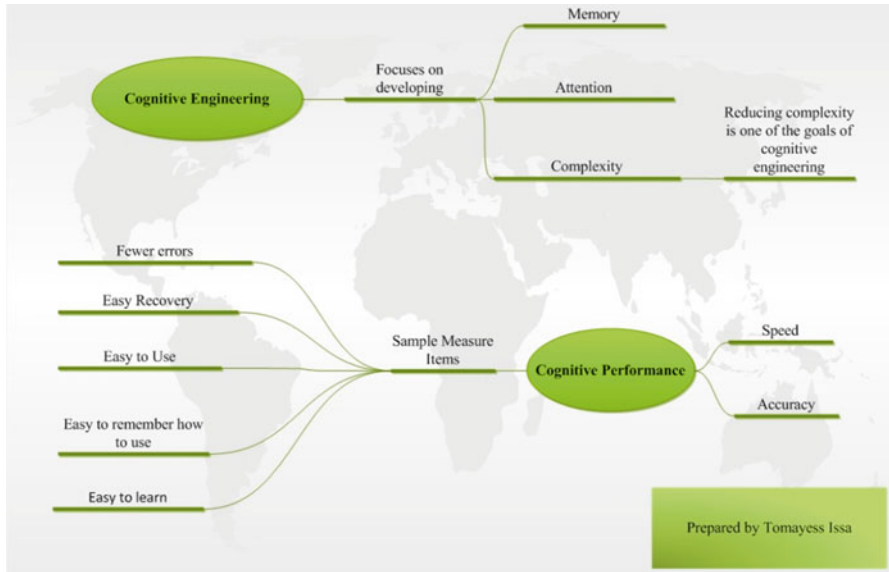 Memory
Cognitive Engineering
Focuses on
developing
Attention
Complexity
Reducing complexity
is one of the goals of
cognitive
engineering
Fewer errors
Easy Recovery
Easy to Use
Easy to remember how
to use
Easy to learn
Sample Measure
Items
Cognitive Performance
Speed
Accuracy
Prepared by Tomayess Issa